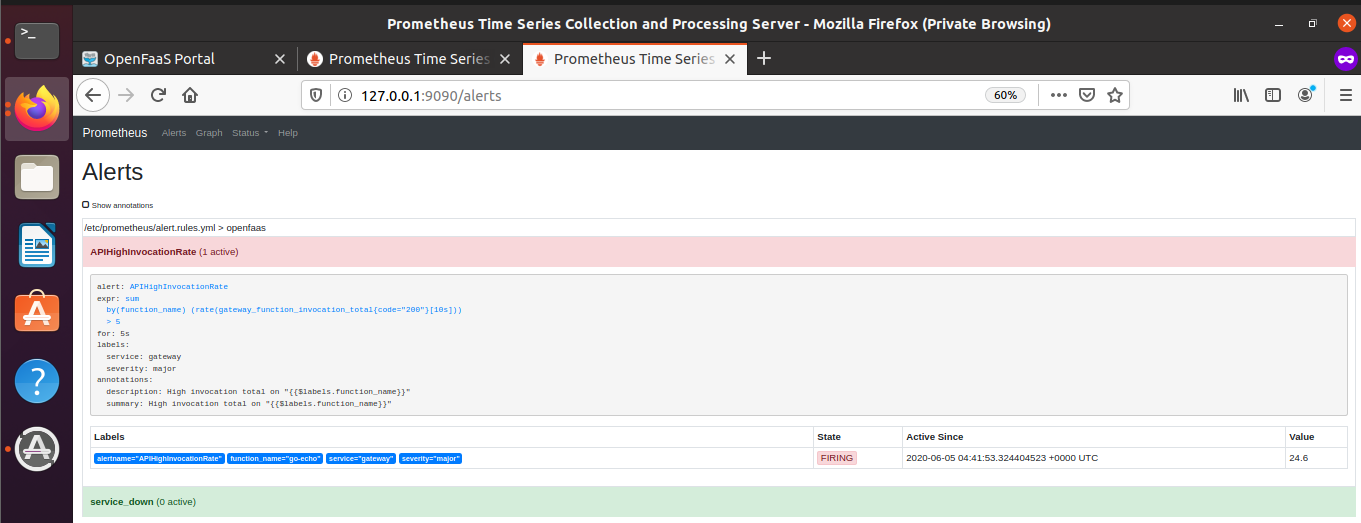 Prometheus Time Series Collection and Processing Server - Mozilla Firefox (Private Browsing)
OpenFaaS Portal
Prometheus Time Series
Prometheus Time Series
127.0.0.1:9090/alerts
60%
Prometheus Alerts Graph Status Help
Alerts
Show annotations
/etc/prometheus/alert.rules.yml > openfaas
APIHighInvocationRate (1 active)
alert: APIHighInvocationRate
expr: sum
by(function_name) (rate(gateway_function_invocation_total{code="200"}[10s]))
> 5
for: 5s
labels:
service: gateway
severity: major
annotations:
description: High invocation total on "{{$labels.function_name}}"
summary: High invocation total on "{{$labels.function_name}}"
Labels State Active Since Value
alertname="APIHighInvocationRate" function_name="go-echo" service="gateway" severity="major" FIRING 2020-06-05 04:41:53.324404523 +0000 UTC 24.6
service_down (0 active)